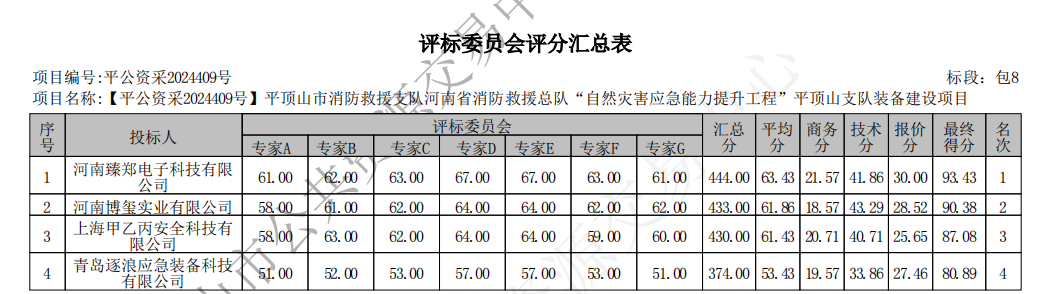 评标委员会评分汇总表
项目编号:平公资采2024409号 标段：包8
项目名称:【平公资采2024409号】平顶山市消防救援支队河南省消防救援总队“自然灾害应急能力提升工程”平顶山支队装备建设项目
序号 投标人 评标委员会 汇总分 平均分 商务分 技术分 报价分 最终得分 名次
专家A 专家B 专家C 专家D 专家E 专家F 专家G
1 河南臻郑电子科技有限公司 61.00 62.00 63.00 67.00 67.00 63.00 61.00 444.00 63.43 21.57 41.86 30.00 93.43 1
2 河南博玺实业有限公司 58.00 61.00 62.00 64.00 64.00 62.00 62.00 433.00 61.86 18.57 43.29 28.52 90.38 2
3 上海甲乙丙安全科技有限公司 58.00 63.00 62.00 64.00 64.00 59.00 60.00 430.00 61.43 20.71 40.71 25.65 87.08 3
4 青岛逐浪应急装备科技有限公司 51.00 52.00 53.00 57.00 57.00 53.00 51.00 374.00 53.43 19.57 33.86 27.46 80.89 4